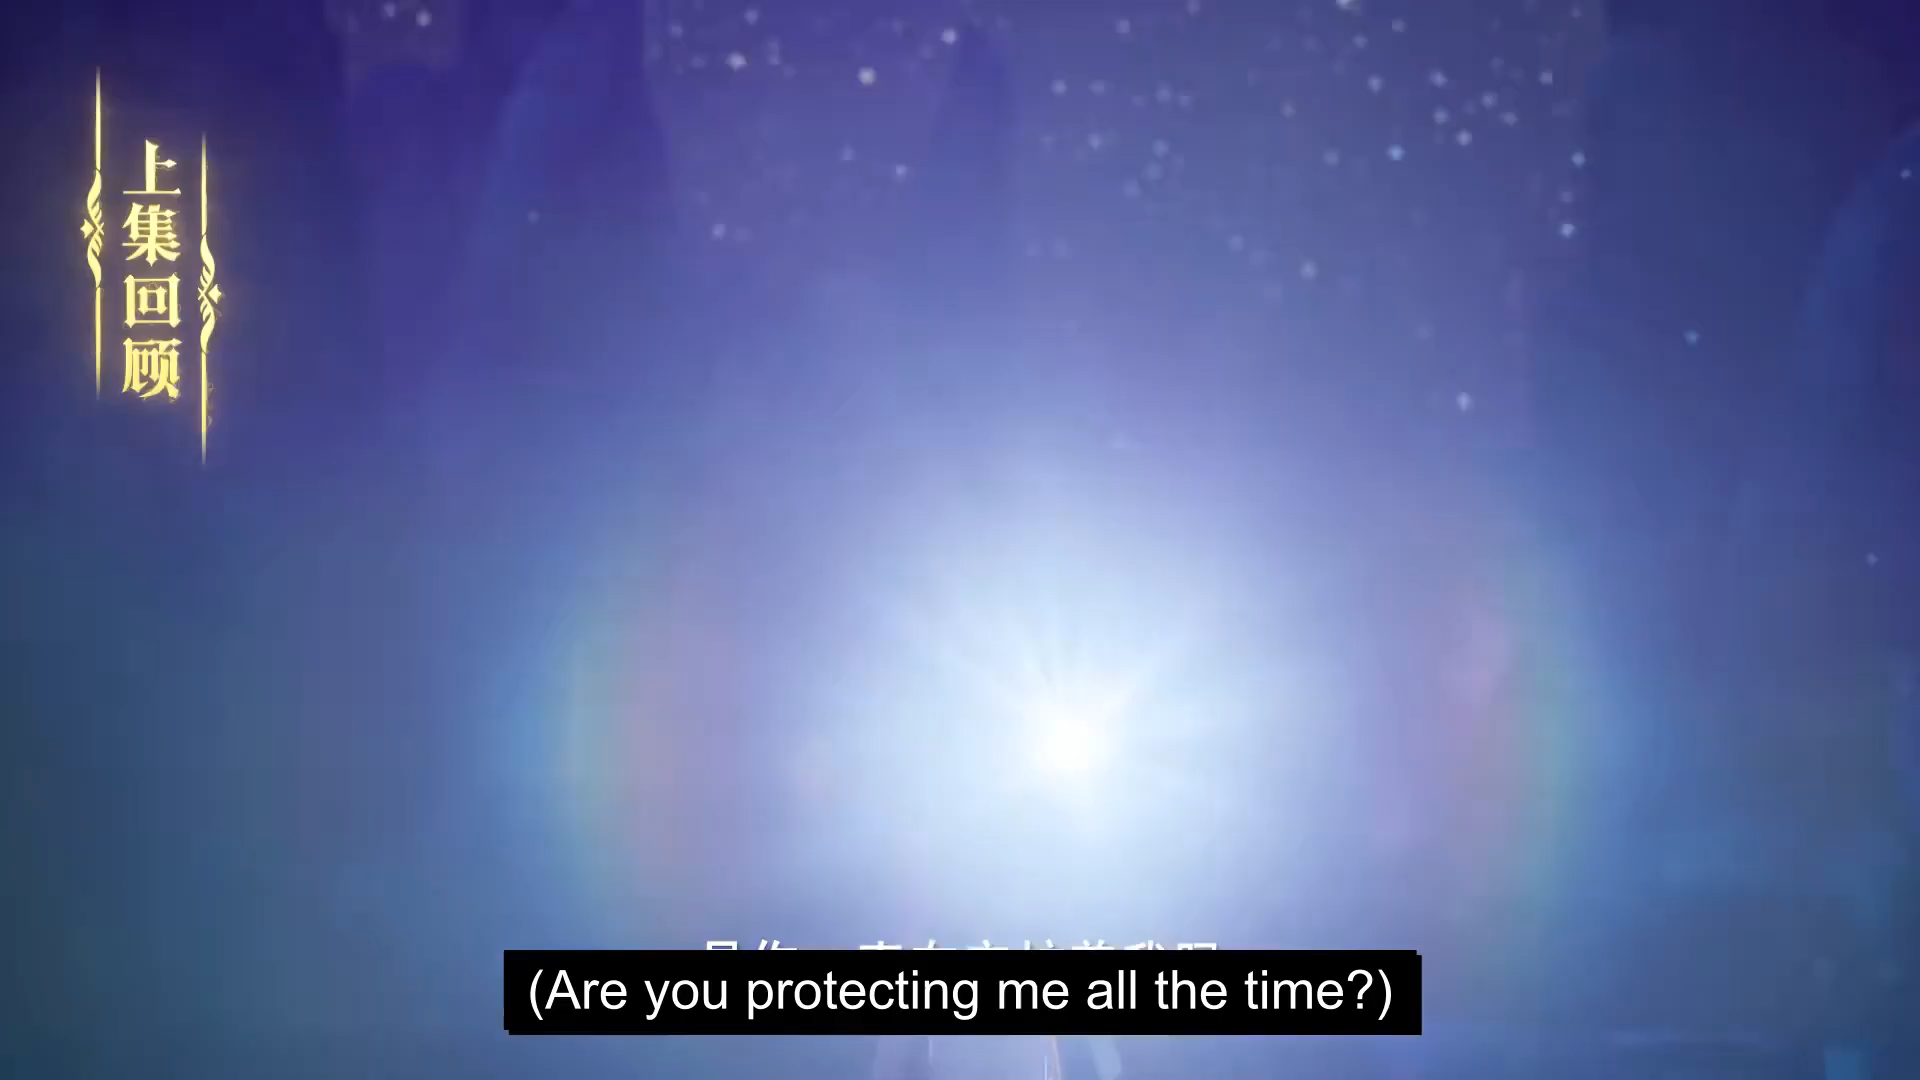 上集回顾
(Are you protecting me all the time?)